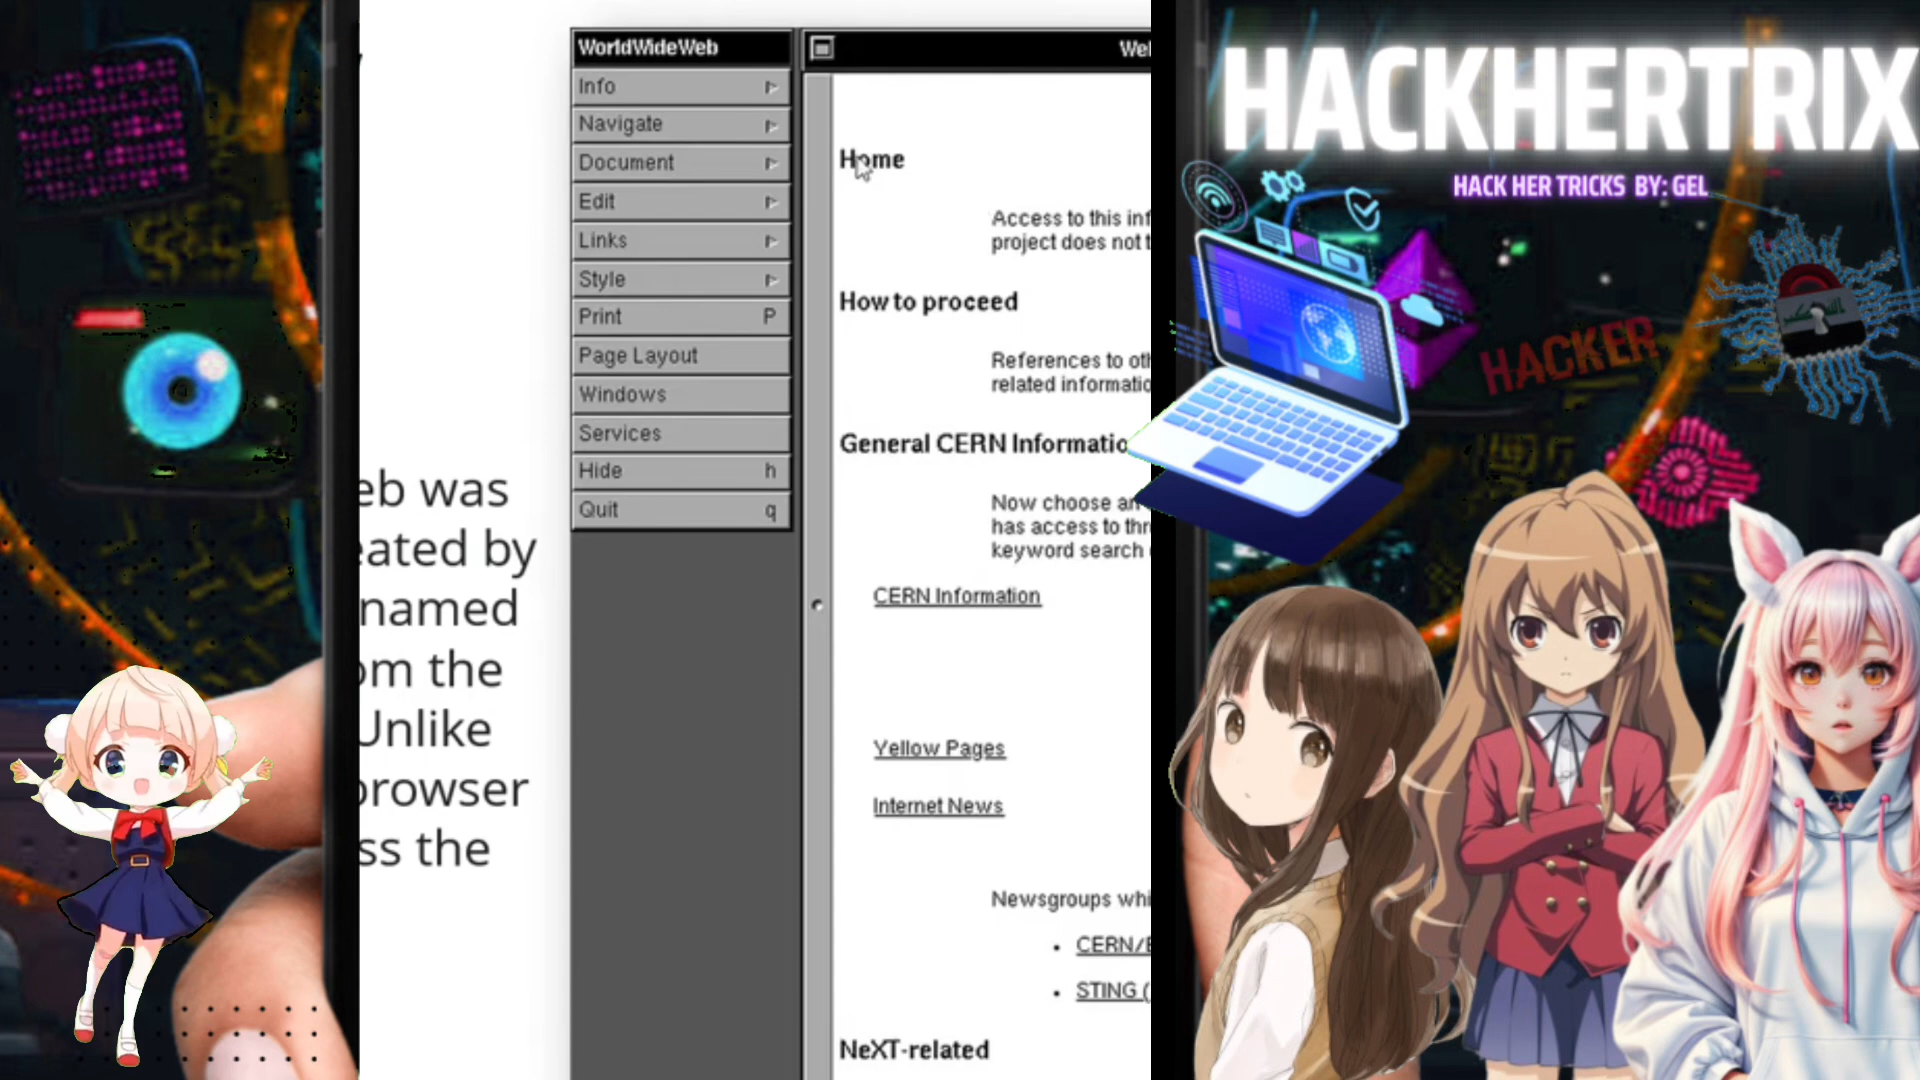 eb was
eated by
named
om the
Unlike
browser
ss the
WorldWideWeb
Info
Navigate
Document
Edit
Links
Style
Print P
Page Layout
Windows
Services
Hide h
Quit q
Wel
Home
Access to this inf
project does not t
How to proceed
References to oth
related informatio
General CERN Informatio
Now choose an
has access to thr
keyword search
CERN Information
Yellow Pages
Internet News
Newsgroups whi
• CERN/E
• STING (
NeXT-related
HACKHERTRIX
HACK HER TRICKS BY: GEL
HACKER